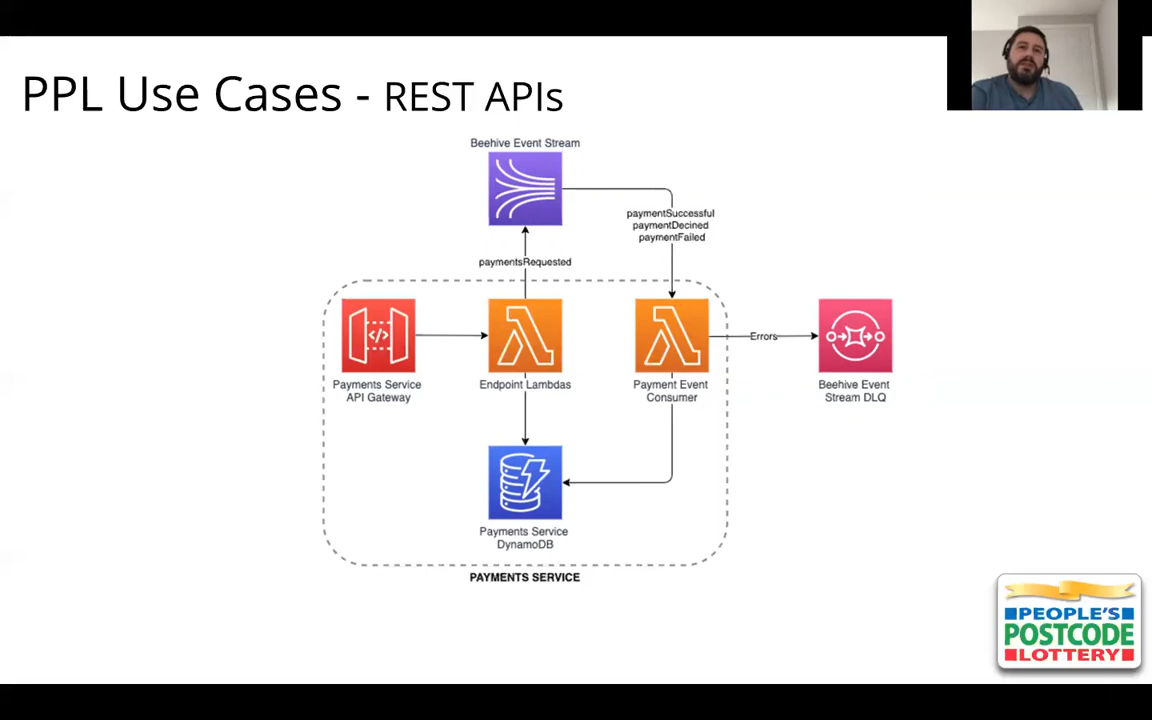 PPL Use Cases - REST APIs
Beehive Event Stream
paymentSuccessful
paymentDecined
paymentFailed
paymentsRequested
Payments Service
API Gateway
Endpoint Lambdas
Payment Event
Consumer
Errors
Beehive Event
Stream DLQ
Payments Service
DynamoDB
PAYMENTS SERVICE
PEOPLE'S
POSTCODE
LOTTERY